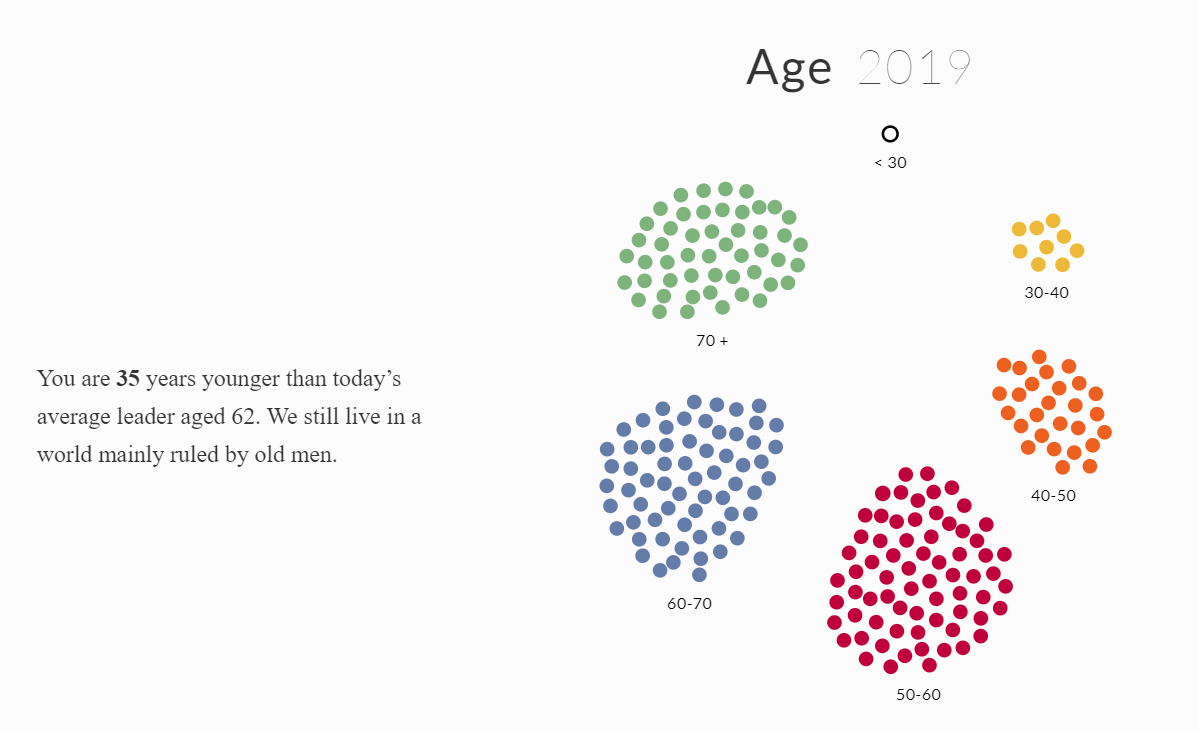 Age 2019
< 30
30-40
70 +
You are 35 years younger than today’s
average leader aged 62. We still live in a
world mainly ruled by old men.
40-50
60-70
50-60